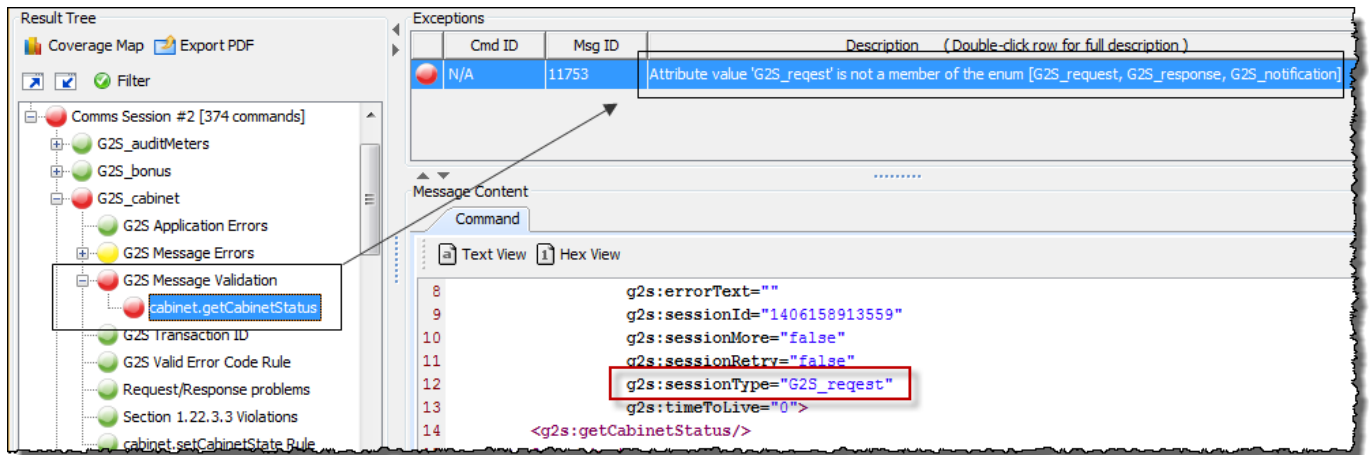 Result Tree
Coverage Map Export PDF
Filter
Comms Session #2 [374 commands]
G2S_auditMeters
G2S_bonus
G2S_cabinet
G2S Application Errors
G2S Message Errors
G2S Message Validation
cabinet.getCabinetStatus
G2S Transaction ID
G2S Valid Error Code Rule
Request/Response problems
Section 1.22.3.3 Violations
cabinet.setCabinetState Rule
Exceptions
Cmd ID Msg ID Description (Double-click row for full description )
N/A 11753 Attribute value 'G2S_reqest' is not a member of the enum [G2S_request, G2S_response, G2S_notification]
Message Content
Command
a Text View 1 Hex View
8 g2s:errorText=""
9 g2s:sessionId="1406158913559"
10 g2s:sessionMore="false"
11 g2s:sessionRetry="false"
12 g2s:sessionType="G2S_reqest"
13 g2s:timeToLive="0">
14 <g2s:getCabinetStatus/>